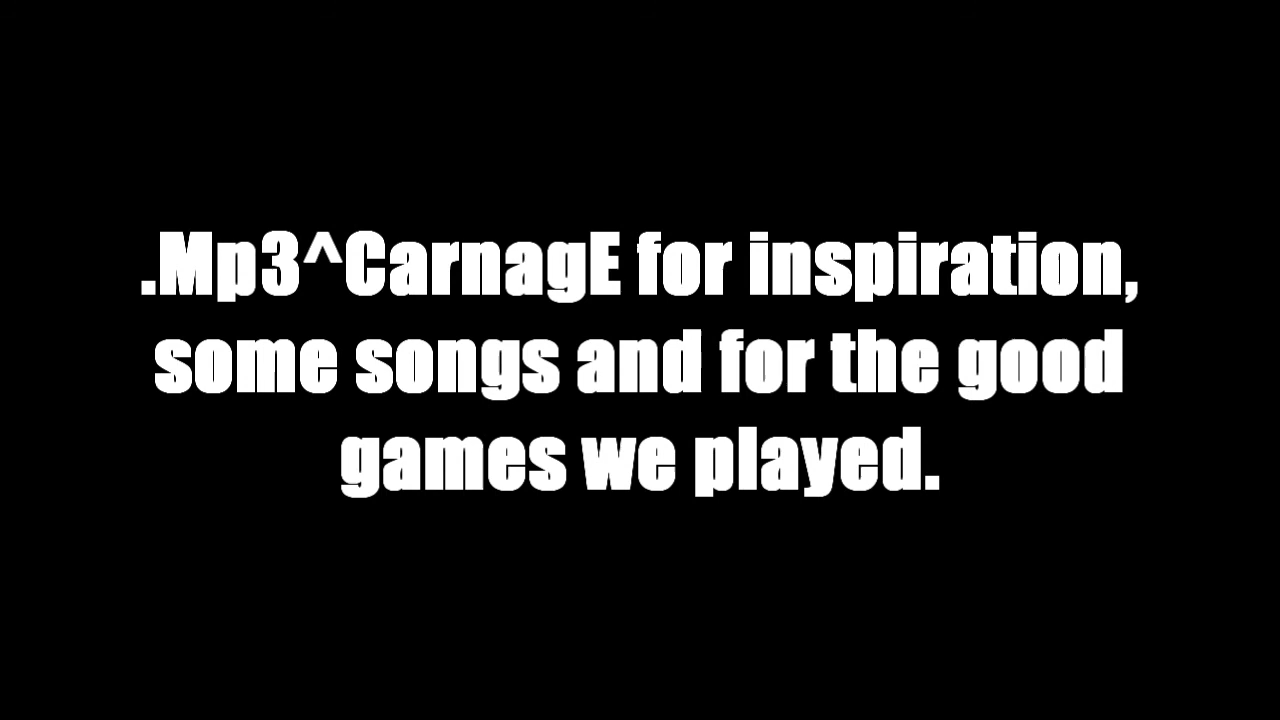 .Mp3^CarnagE for inspiration,
some songs and for the good
games we played.